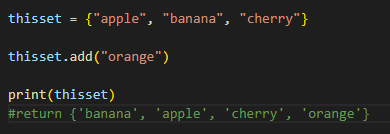 thisset = {"apple", "banana", "cherry"}
thisset.add("orange")
print(thisset)
#return {'banana', 'apple', 'cherry', 'orange'}